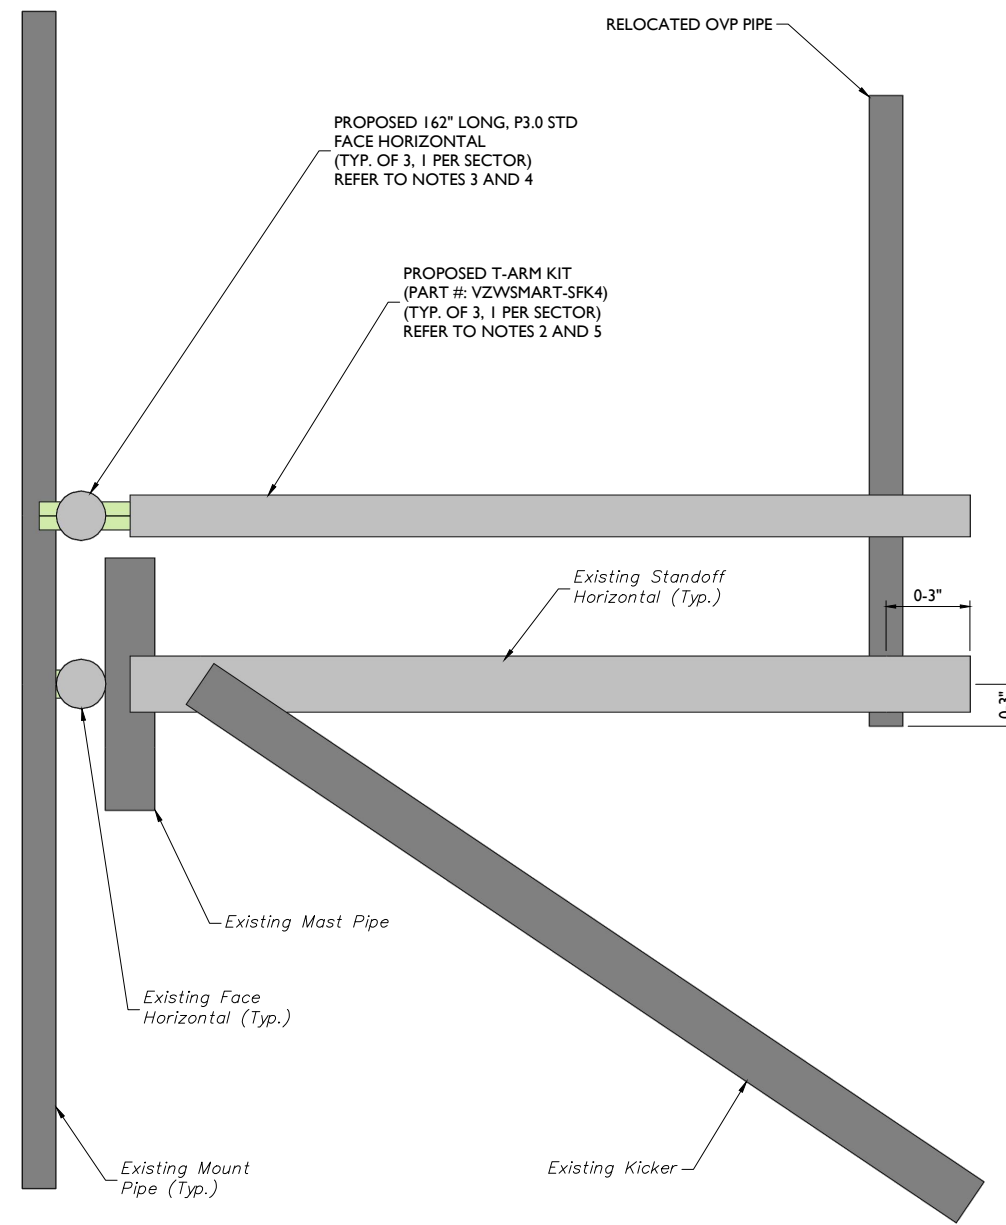 RELOCATED OVP PIPE
PROPOSED 162" LONG, P3.0 STD
FACE HORIZONTAL
(TYP. OF 3, 1 PER SECTOR)
REFER TO NOTES 3 AND 4
PROPOSED T-ARM KIT
(PART #: VZWSMART-SFK4)
(TYP. OF 3, 1 PER SECTOR)
REFER TO NOTES 2 AND 5
Existing Standoff
Horizontal (Typ.)
0-3"
0-3"
Existing Mast Pipe
Existing Face
Horizontal (Typ.)
Existing Mount
Pipe (Typ.)
Existing Kicker